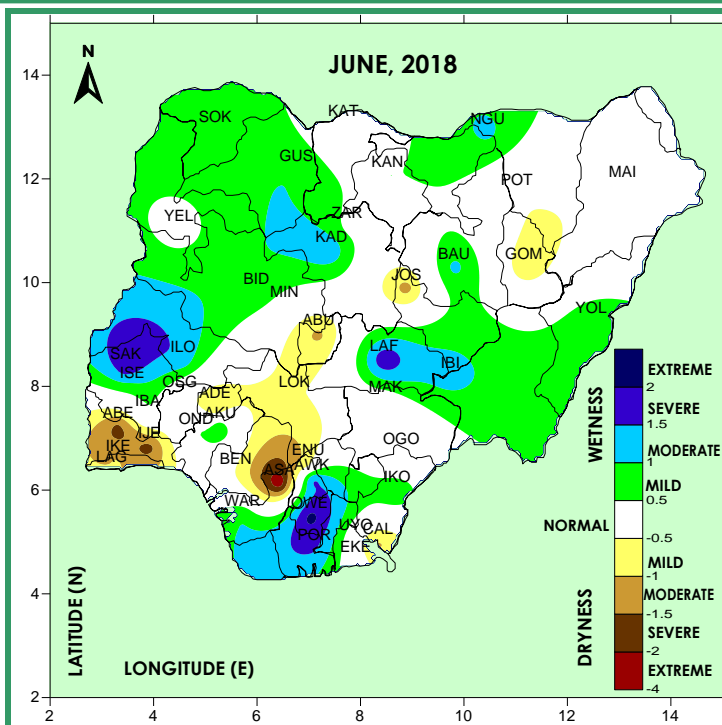 JUNE, 2018
N
14
12
10
8
6
4
2
2
4
6
8
10
12
14
LATITUDE (N)
LONGITUDE (E)
SOK
KAT
NGU
GUS
KAN
POT
MAI
YEL
ZAR
KAD
BAU
GOM
BID
MIN
JOS
YOL
ABU
SAK
ILO
LAF
IBI
ISE
OSG
LOK
MAK
IBA
ADE
ABE
OND
AKU
IJE
IKE
LAG
BEN
ENU
OGO
ASA
AWK
IKO
WAR
OWE
UYO
CAL
POR
EKE
WETNESS
EXTREME
2
SEVERE
1.5
MODERATE
1
MILD
0.5
NORMAL
-0.5
MILD
-1
MODERATE
-1.5
SEVERE
-2
EXTREME
-4
DRYNESS